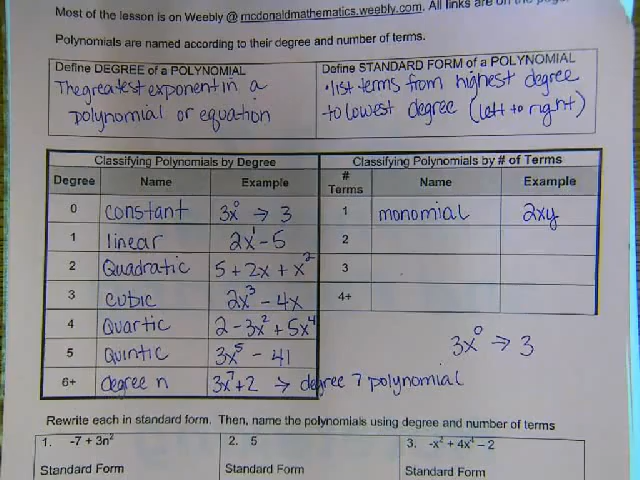 Most of the lesson is on Weebly @ mcdonaldmathematics.weebly.com. All links are on the page.
Polynomials are named according to their degree and number of terms.
Define DEGREE of a POLYNOMIAL
The greatest exponent in a
polynomial or equation
Define STANDARD FORM of a POLYNOMIAL
•list terms from highest degree
to lowest degree (left to right)
Classifying Polynomials by Degree
Degree Name Example
0 constant 3x⁰ → 3
1 linear 2x¹ - 5
2 Quadratic 5 + 2x + x²
3 cubic 2x³ - 4x
4 Quartic 2 - 3x² + 5x⁴
5 Quintic 3x⁵ - 41
6+ degree n 3x⁷+2 → degree 7 polynomial
Classifying Polynomials by # of Terms
# Terms Name Example
1 monomial 2xy
2
3
4+
3x⁰ → 3
Rewrite each in standard form. Then, name the polynomials using degree and number of terms
1. -7 + 3n²
2. 5
3. -x² + 4x⁴ – 2
Standard Form
Standard Form
Standard Form